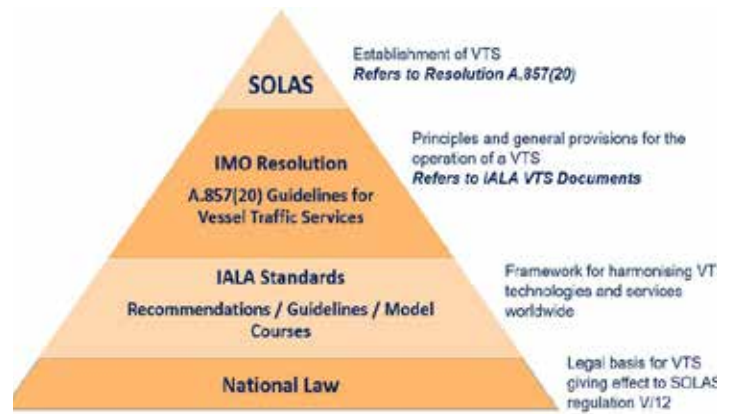 SOLAS
Establishment of VTS
Refers to Resolution A.857(20)
IMO Resolution
A.857(20) Guidelines for
Vessel Traffic Services
Principles and general provisions for the
operation of a VTS
Refers to IALA VTS Documents
IALA Standards
Recommendations / Guidelines / Model
Courses
Framework for harmonising VT
technologies and services
worldwide
National Law
Legal basis for VTS
giving effect to SOLAS
regulation V/12